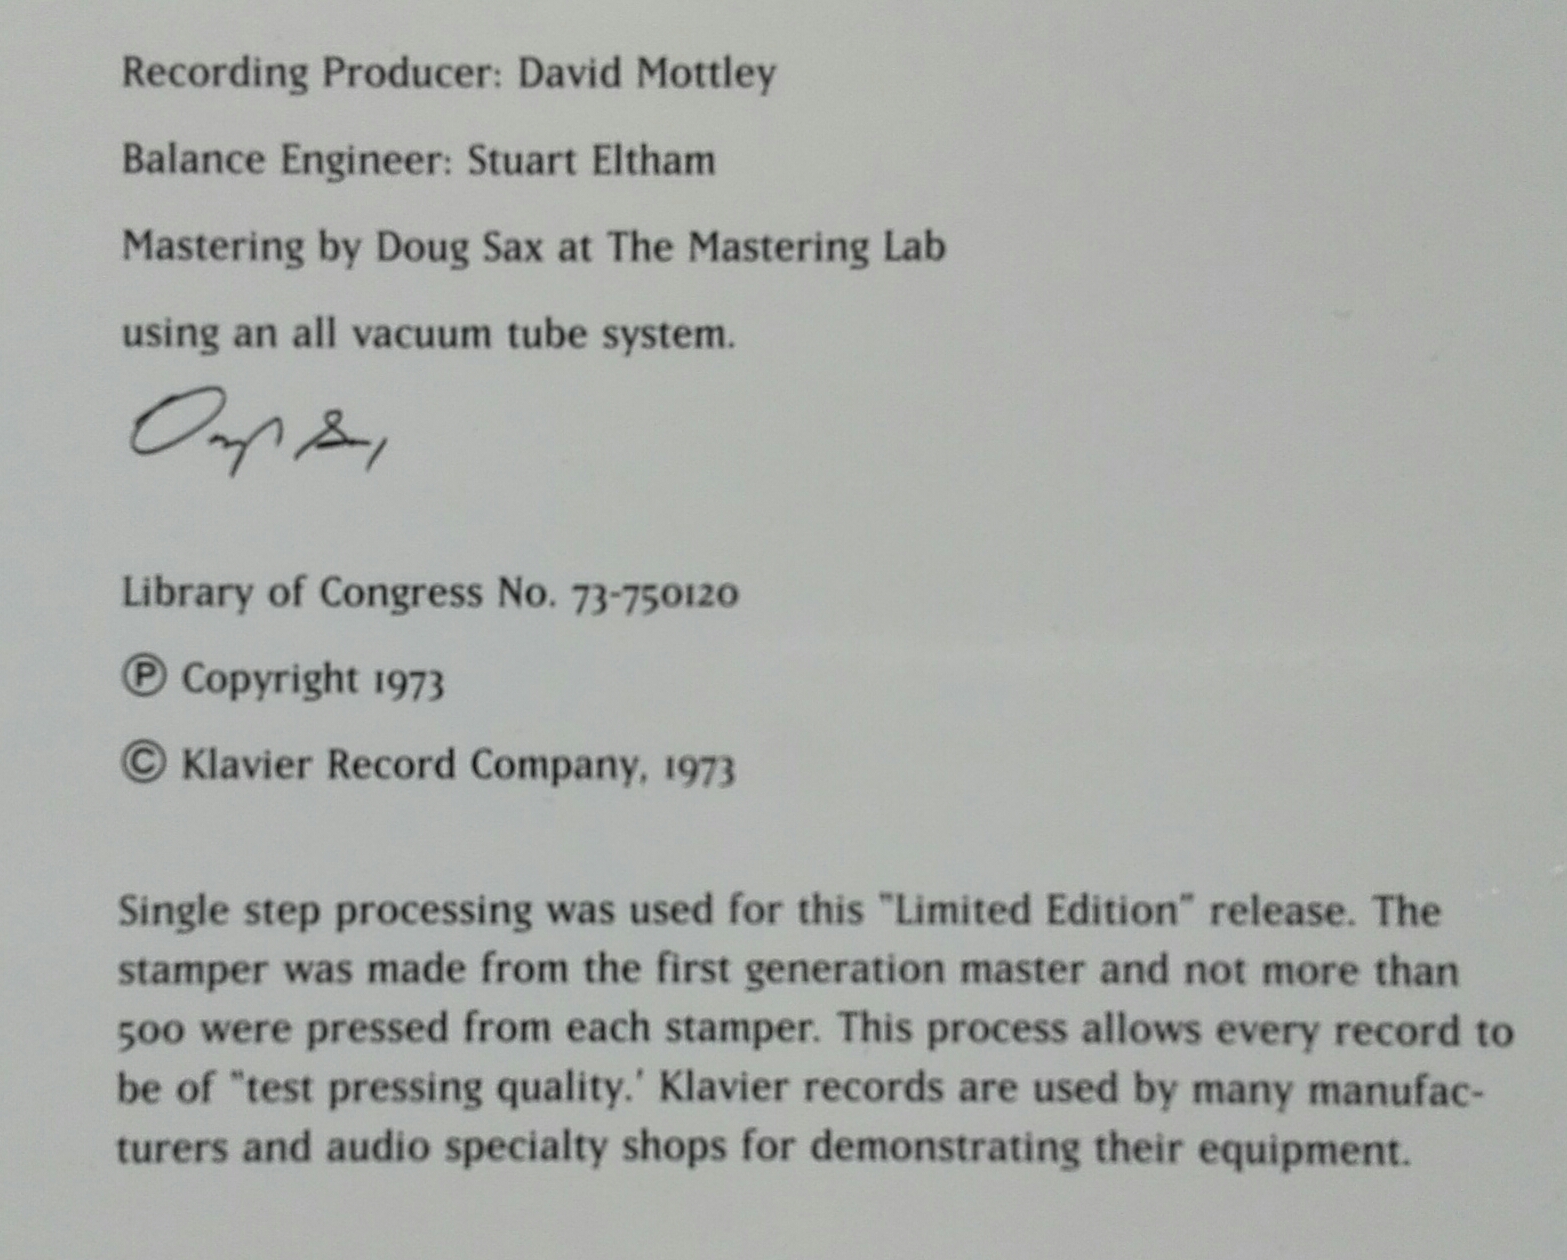 Recording Producer: David Mottley
Balance Engineer: Stuart Eltham
Mastering by Doug Sax at The Mastering Lab
using an all vacuum tube system.
Library of Congress No. 73-750120
Ⓟ Copyright 1973
© Klavier Record Company, 1973
Single step processing was used for this "Limited Edition" release. The
stamper was made from the first generation master and not more than
500 were pressed from each stamper. This process allows every record to
be of "test pressing quality.' Klavier records are used by many manufac-
turers and audio specialty shops for demonstrating their equipment.